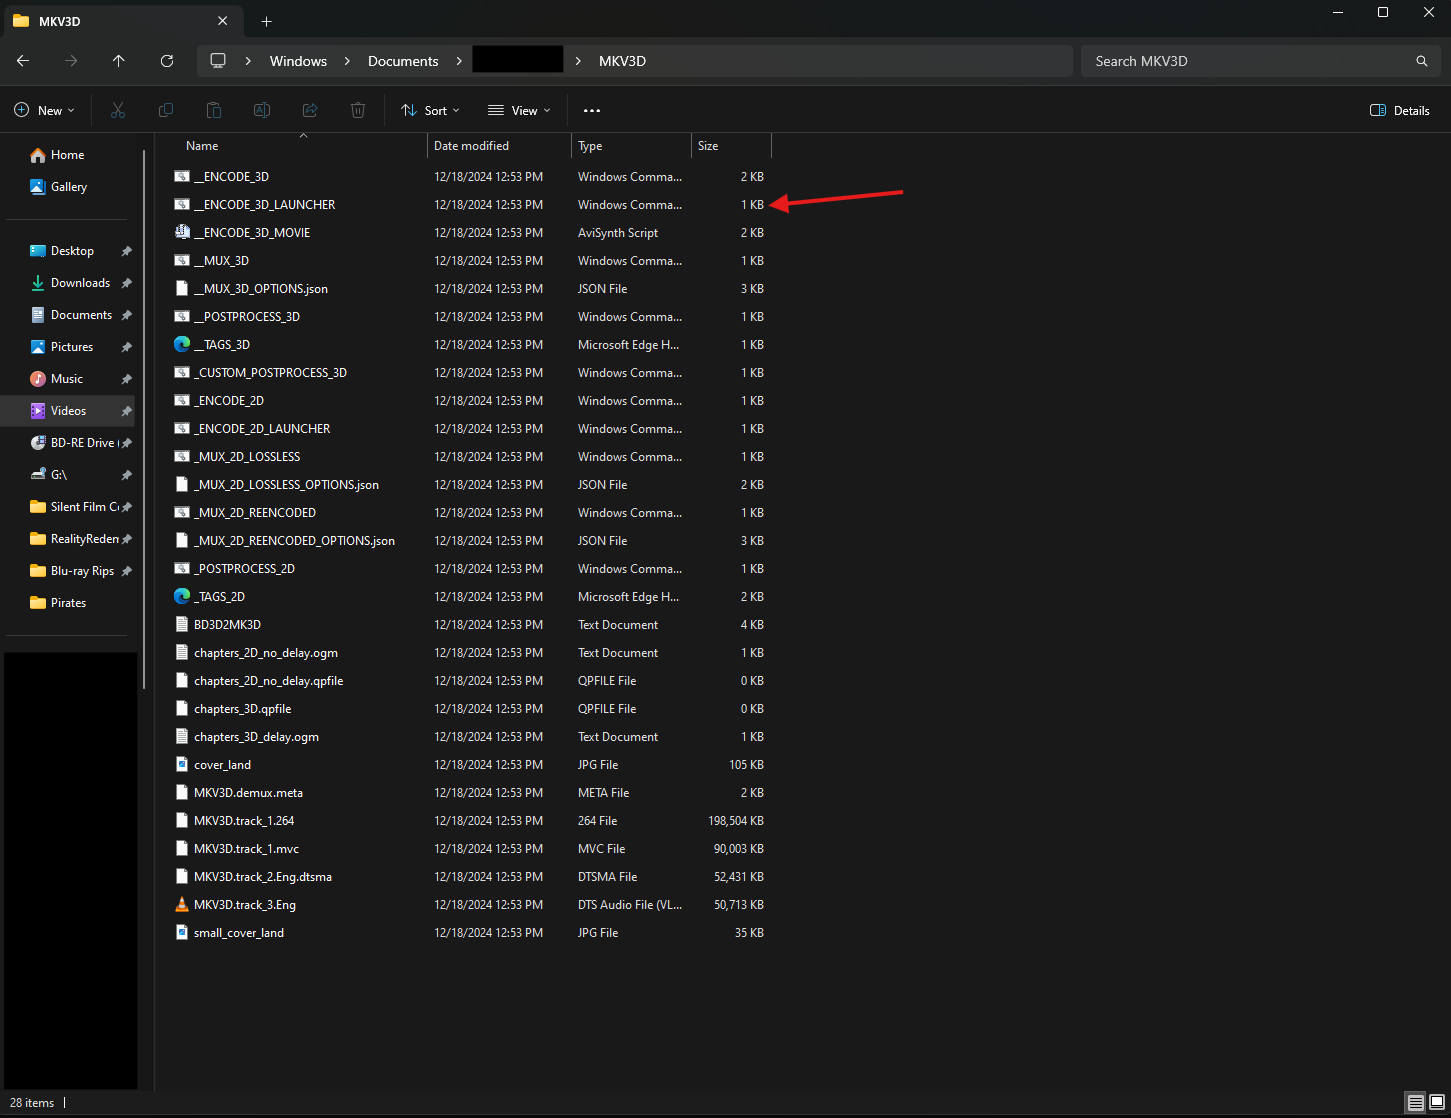 MKV3D
Windows Documents MKV3D
Search MKV3D
New Sort View Details
Home
Gallery
Desktop
Downloads
Documents
Pictures
Music
Videos
BD-RE Drive (
G:\
Silent Film C
RealityReden
Blu-ray Rips
Pirates
Name Date modified Type Size
__ENCODE_3D 12/18/2024 12:53 PM Windows Comma... 2 KB
__ENCODE_3D_LAUNCHER 12/18/2024 12:53 PM Windows Comma... 1 KB
__ENCODE_3D_MOVIE 12/18/2024 12:53 PM AviSynth Script 2 KB
__MUX_3D 12/18/2024 12:53 PM Windows Comma... 1 KB
__MUX_3D_OPTIONS.json 12/18/2024 12:53 PM JSON File 3 KB
__POSTPROCESS_3D 12/18/2024 12:53 PM Windows Comma... 1 KB
__TAGS_3D 12/18/2024 12:53 PM Microsoft Edge H... 1 KB
_CUSTOM_POSTPROCESS_3D 12/18/2024 12:53 PM Windows Comma... 1 KB
_ENCODE_2D 12/18/2024 12:53 PM Windows Comma... 1 KB
_ENCODE_2D_LAUNCHER 12/18/2024 12:53 PM Windows Comma... 1 KB
_MUX_2D_LOSSLESS 12/18/2024 12:53 PM Windows Comma... 1 KB
_MUX_2D_LOSSLESS_OPTIONS.json 12/18/2024 12:53 PM JSON File 2 KB
_MUX_2D_REENCODED 12/18/2024 12:53 PM Windows Comma... 1 KB
_MUX_2D_REENCODED_OPTIONS.json 12/18/2024 12:53 PM JSON File 3 KB
_POSTPROCESS_2D 12/18/2024 12:53 PM Windows Comma... 1 KB
_TAGS_2D 12/18/2024 12:53 PM Microsoft Edge H... 2 KB
BD3D2MK3D 12/18/2024 12:53 PM Text Document 4 KB
chapters_2D_no_delay.ogm 12/18/2024 12:53 PM Text Document 1 KB
chapters_2D_no_delay.qpfile 12/18/2024 12:53 PM QPFILE File 0 KB
chapters_3D.qpfile 12/18/2024 12:53 PM QPFILE File 0 KB
chapters_3D_delay.ogm 12/18/2024 12:53 PM Text Document 1 KB
cover_land 12/18/2024 12:53 PM JPG File 105 KB
MKV3D.demux.meta 12/18/2024 12:53 PM META File 2 KB
MKV3D.track_1.264 12/18/2024 12:53 PM 264 File 198,504 KB
MKV3D.track_1.mvc 12/18/2024 12:53 PM MVC File 90,003 KB
MKV3D.track_2.Eng.dtsma 12/18/2024 12:53 PM DTSMA File 52,431 KB
MKV3D.track_3.Eng 12/18/2024 12:53 PM DTS Audio File (VL... 50,713 KB
small_cover_land 12/18/2024 12:53 PM JPG File 35 KB
28 items